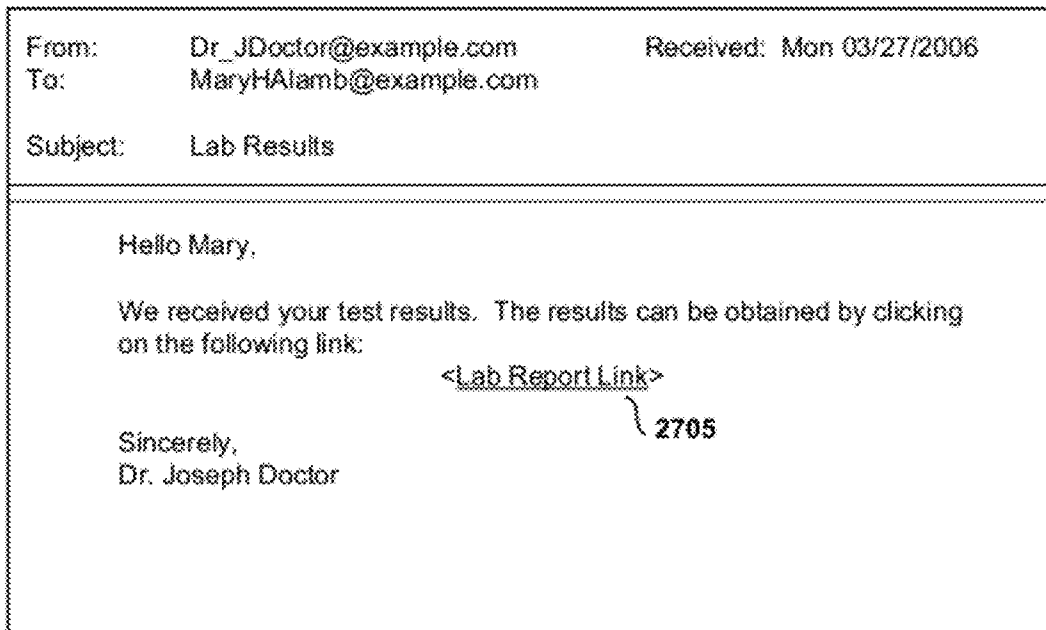 From: Dr_JDoctor@example.com Received: Mon 03/27/2006
To: MaryHAlamb@example.com
Subject: Lab Results
Hello Mary,
We received your test results. The results can be obtained by clicking
on the following link:
<Lab Report Link>
2705
Sincerely,
Dr. Joseph Doctor